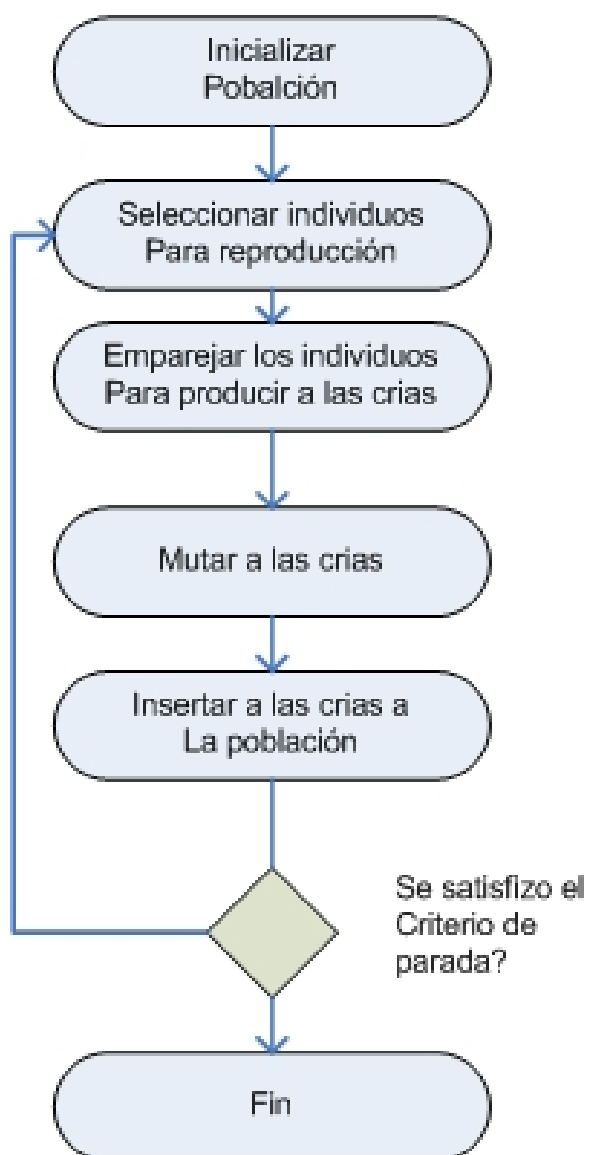 Inicializar
Pobalción
Seleccionar individuos
Para reproducción
Emparejar los individuos
Para producir a las crias
Mutar a las crias
Insertar a las crias a
La población
Se satisfizo el
Criterio de
parada?
Fin